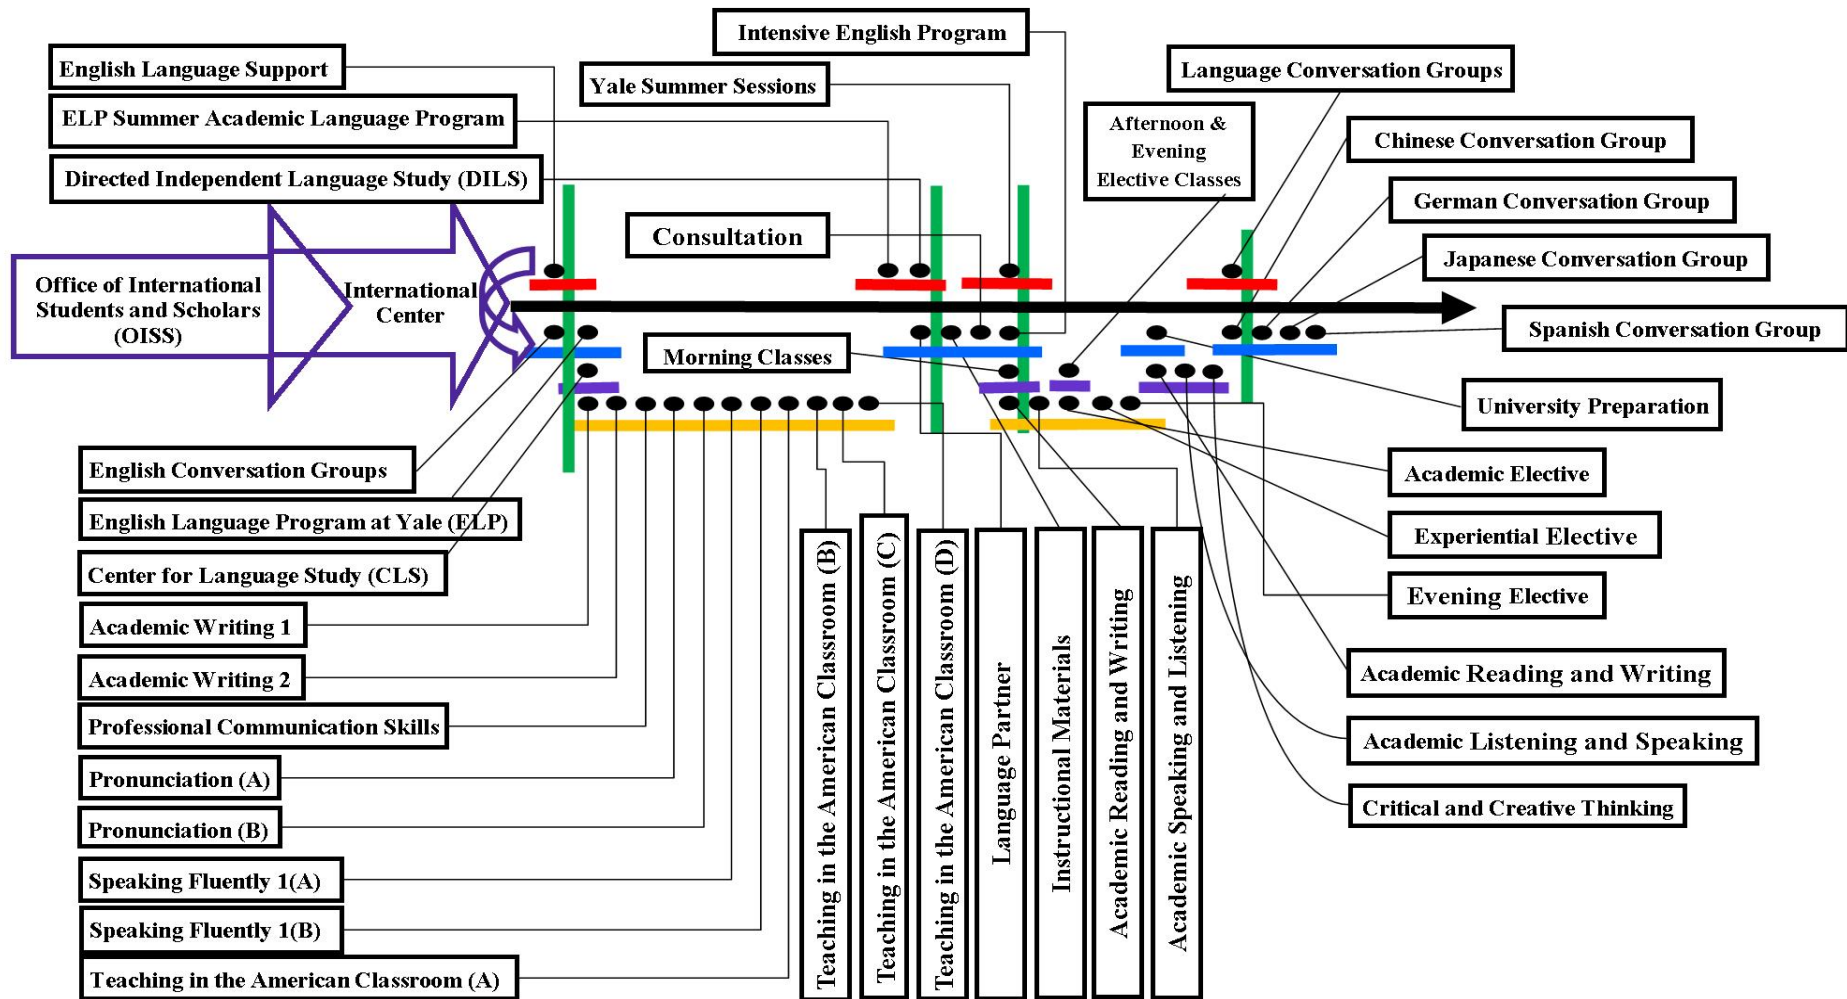 Intensive English Program
English Language Support
Yale Summer Sessions
Language Conversation Groups
ELP Summer Academic Language Program
Afternoon &
Evening
Elective Classes
Chinese Conversation Group
Directed Independent Language Study (DILS)
German Conversation Group
Consultation
Japanese Conversation Group
Office of International
Students and Scholars
(OISS)
International
Center
Spanish Conversation Group
Morning Classes
University Preparation
English Conversation Groups
Academic Elective
English Language Program at Yale (ELP)
Experiential Elective
Center for Language Study (CLS)
Evening Elective
Academic Writing 1
Academic Writing 2
Academic Reading and Writing
Professional Communication Skills
Academic Listening and Speaking
Pronunciation (A)
Critical and Creative Thinking
Pronunciation (B)
Speaking Fluently 1(A)
Speaking Fluently 1(B)
Teaching in the American Classroom (A)
Teaching in the American Classroom (B)
Teaching in the American Classroom (C)
Teaching in the American Classroom (D)
Language Partner
Instructional Materials
Academic Reading and Writing
Academic Speaking and Listening